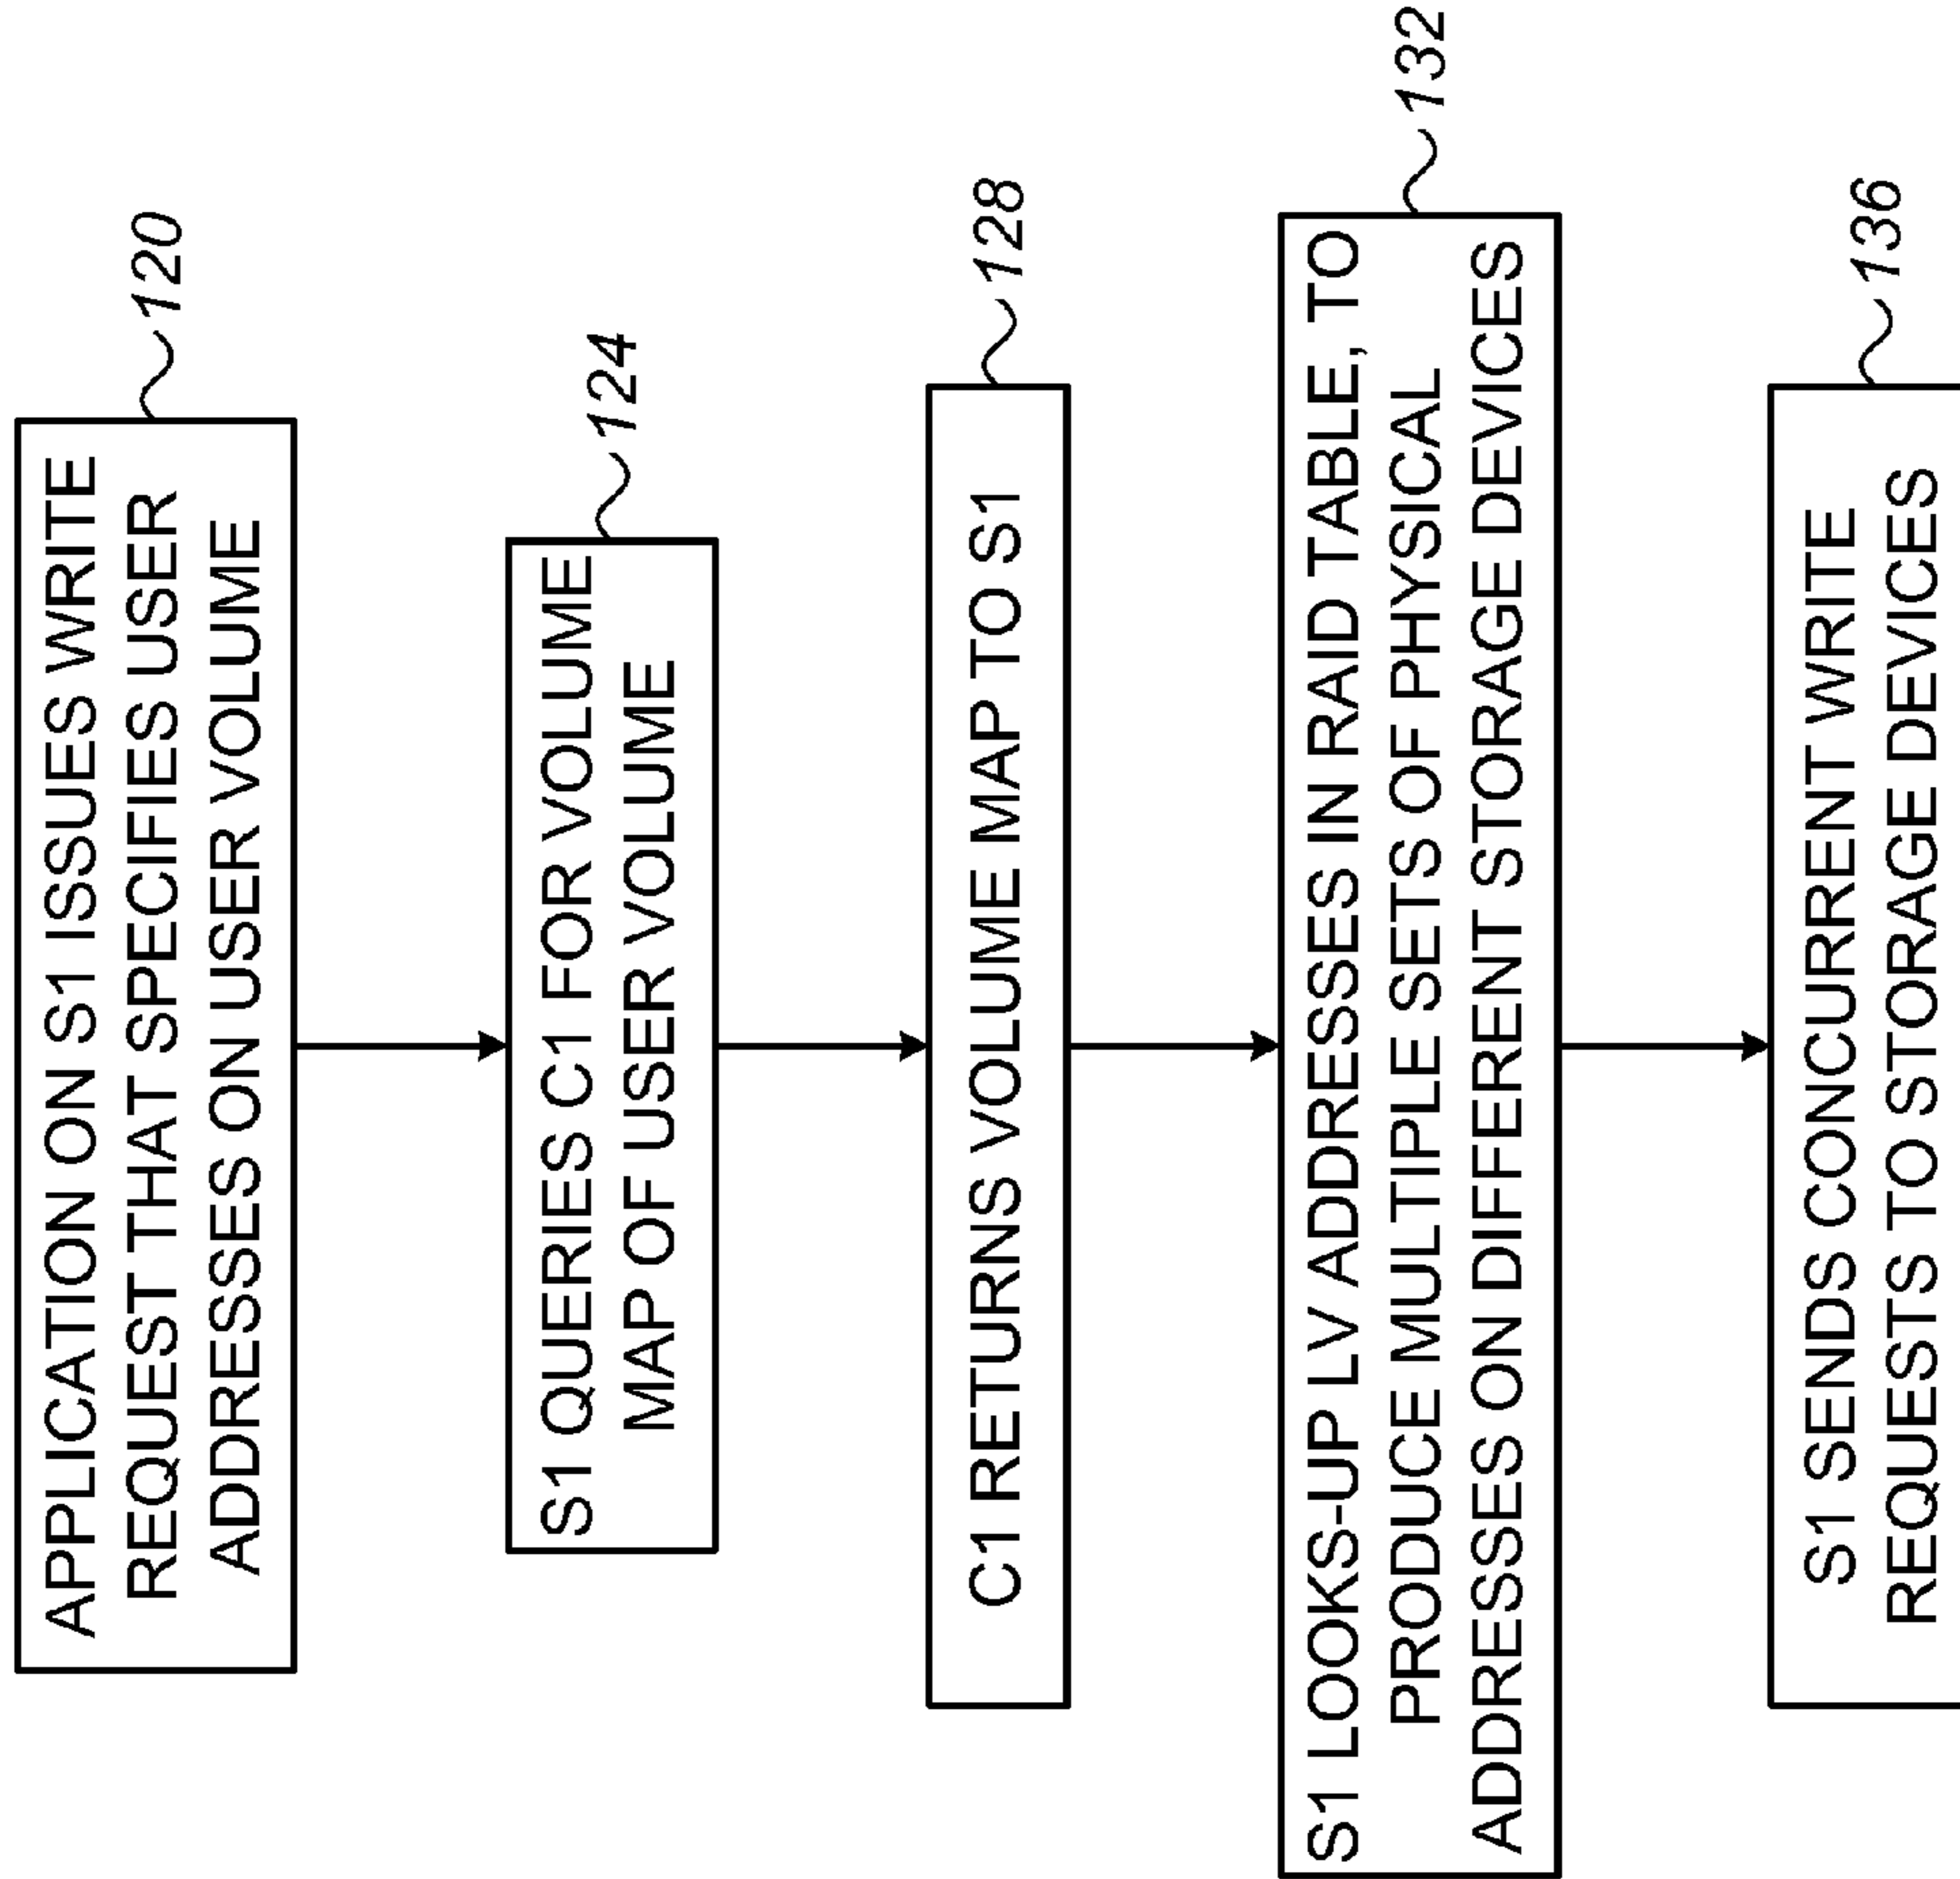 APPLICATION ON S1 ISSUES WRITE
REQUEST THAT SPECIFIES USER
ADDRESSES ON USER VOLUME
120
S1 QUERIES C1 FOR VOLUME
MAP OF USER VOLUME
124
C1 RETURNS VOLUME MAP TO S1
128
S1 LOOKS-UP LV ADDRESSES IN RAID TABLE, TO
PRODUCE MULTIPLE SETS OF PHYSICAL
ADDRESSES ON DIFFERENT STORAGE DEVICES
132
S1 SENDS CONCURRENT WRITE
REQUESTS TO STORAGE DEVICES
136